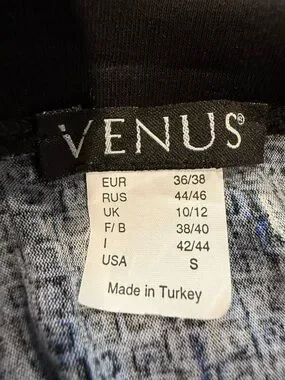 VENUS®
EUR 36/38
RUS 44/46
UK 10/12
F/B 38/40
I 42/44
USA S
Made in Turkey